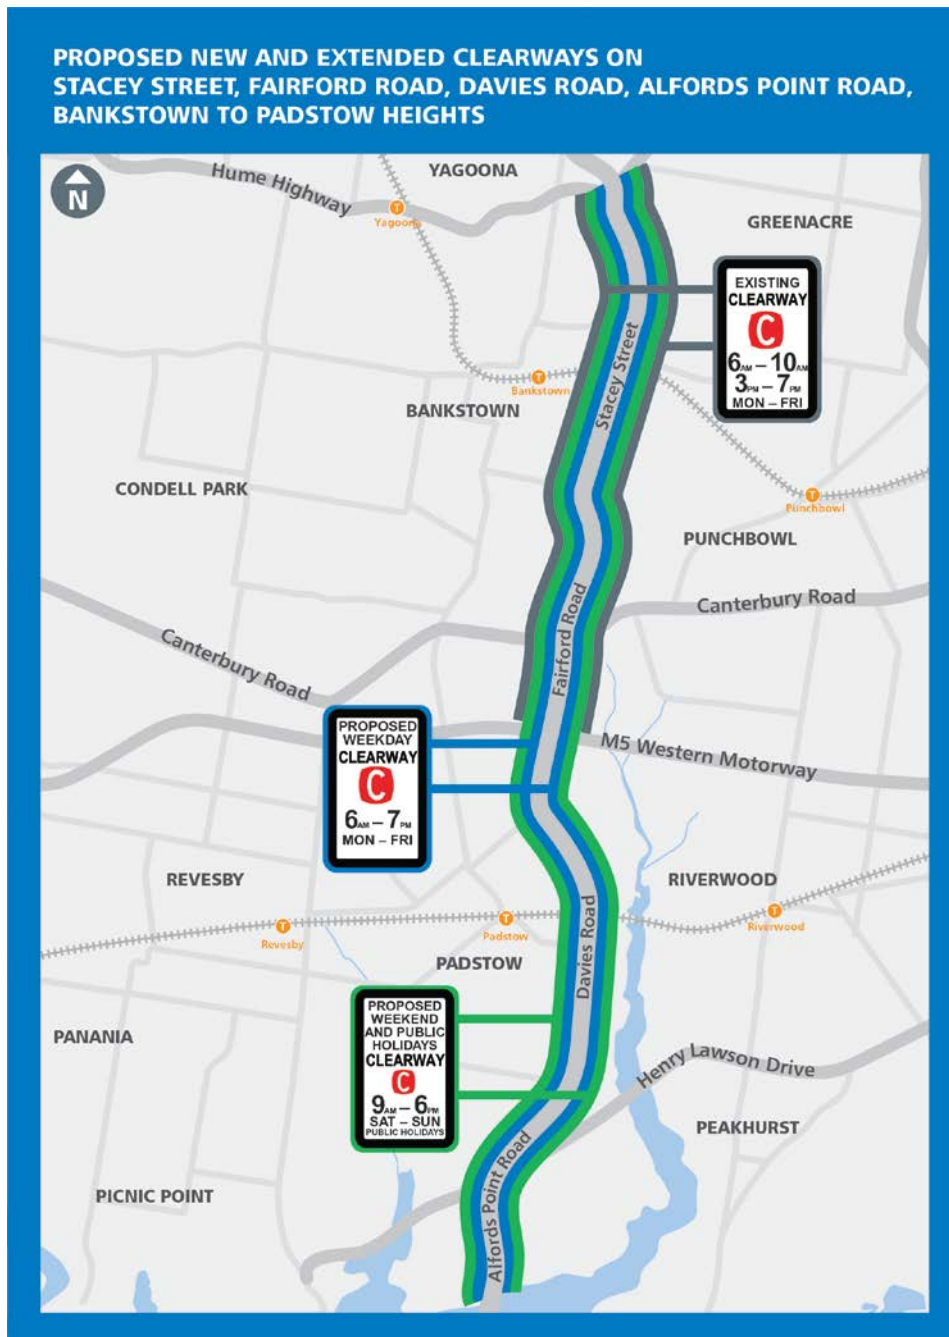 PROPOSED NEW AND EXTENDED CLEARWAYS ON
STACEY STREET, FAIRFORD ROAD, DAVIES ROAD, ALFORDS POINT ROAD,
BANKSTOWN TO PADSTOW HEIGHTS
N
Hume Highway
YAGOONA
T
Yagoona
GREENACRE
EXISTING
CLEARWAY
C
6AM – 10AM
3PM – 7PM
MON – FRI
Stacey Street
T
Bankstown
BANKSTOWN
CONDELL PARK
T
Punchbowl
PUNCHBOWL
Canterbury Road
Fairford Road
Canterbury Road
PROPOSED
WEEKDAY
CLEARWAY
C
6AM – 7PM
MON – FRI
M5 Western Motorway
REVESBY
RIVERWOOD
T
Revesby
T
Padstow
T
Riverwood
Davies Road
PADSTOW
PROPOSED
WEEKEND
AND PUBLIC
HOLIDAYS
CLEARWAY
C
9AM – 6PM
SAT – SUN
PUBLIC HOLIDAYS
PANANIA
Henry Lawson Drive
PEAKHURST
Alfords Point Road
PICNIC POINT